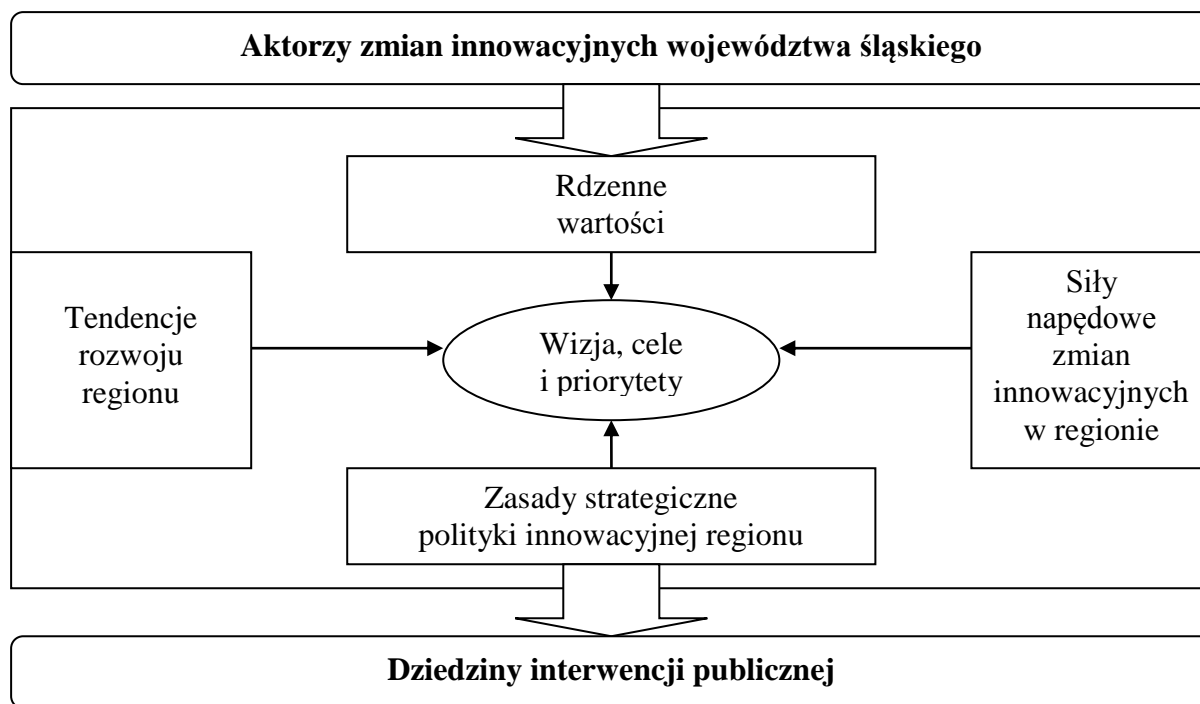 Aktorzy zmian innowacyjnych województwa śląskiego
Rdzenne
wartości
Tendencje
rozwoju
regionu
Wizja, cele
i priorytety
Siły
napędowe
zmian
innowacyjnych
w regionie
Zasady strategiczne
polityki innowacyjnej regionu
Dziedziny interwencji publicznej